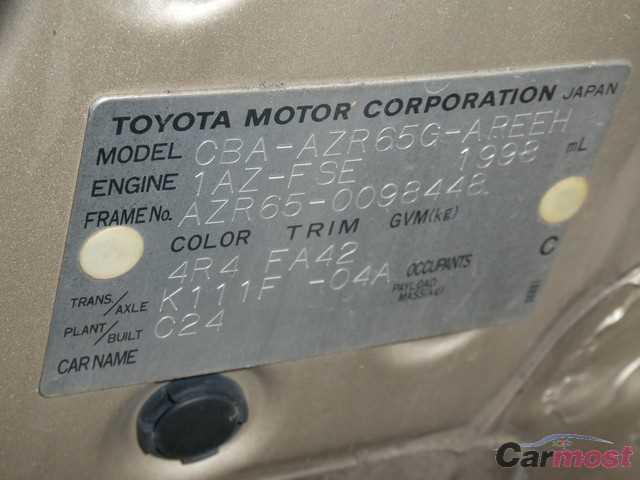 TOYOTA MOTOR CORPORATION JAPAN
MODEL CBA-AZR65G-AREEH
ENGINE 1AZ-FSE 1998 mL
FRAME No. AZR65-0098448
COLOR TRIM GVM(kg)
4R4 FA42 C
TRANS./AXLE K111F -04A OCCUPANTS
PLANT/BUILT C24 PAYLOAD MASS(kg)
CAR NAME
Carmost